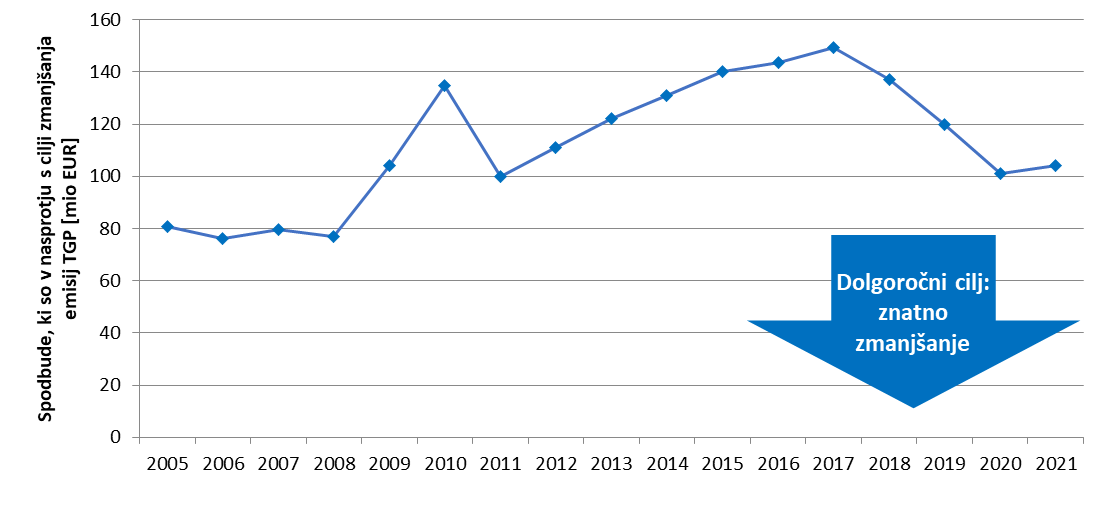 Spodbude, ki so v nasprotju s cilji zmanjšanja
emisij TGP [mio EUR]
160
140
120
100
80
60
40
20
0
Dolgoročni cilj:
znatno
zmanjšanje
2005 2006 2007 2008 2009 2010 2011 2012 2013 2014 2015 2016 2017 2018 2019 2020 2021